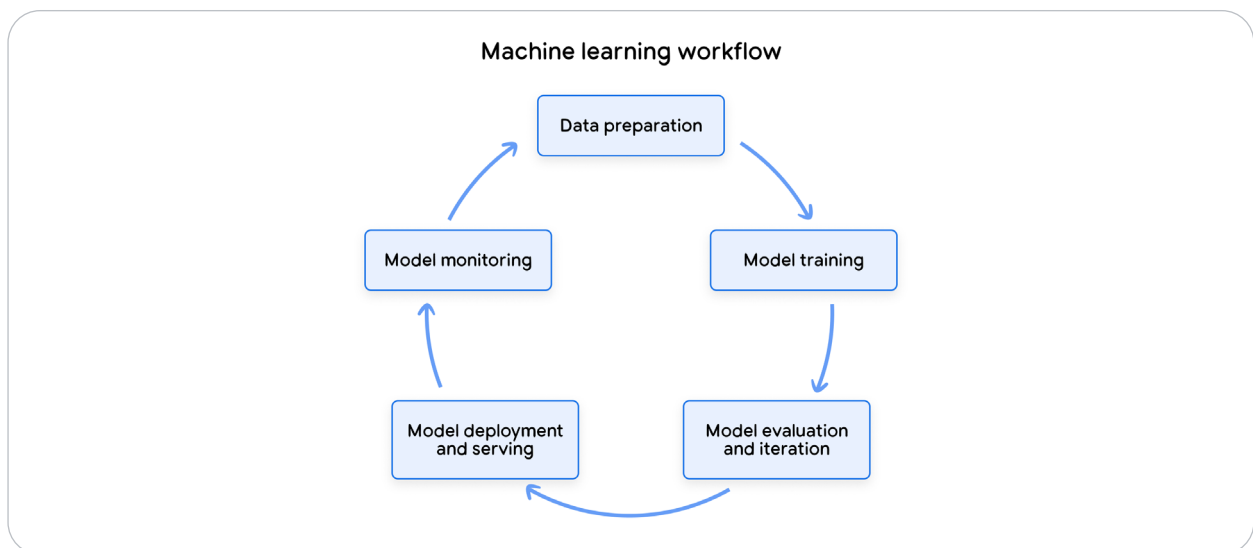 Machine learning workflow
Data preparation
Model monitoring
Model training
Model deployment
and serving
Model evaluation
and iteration